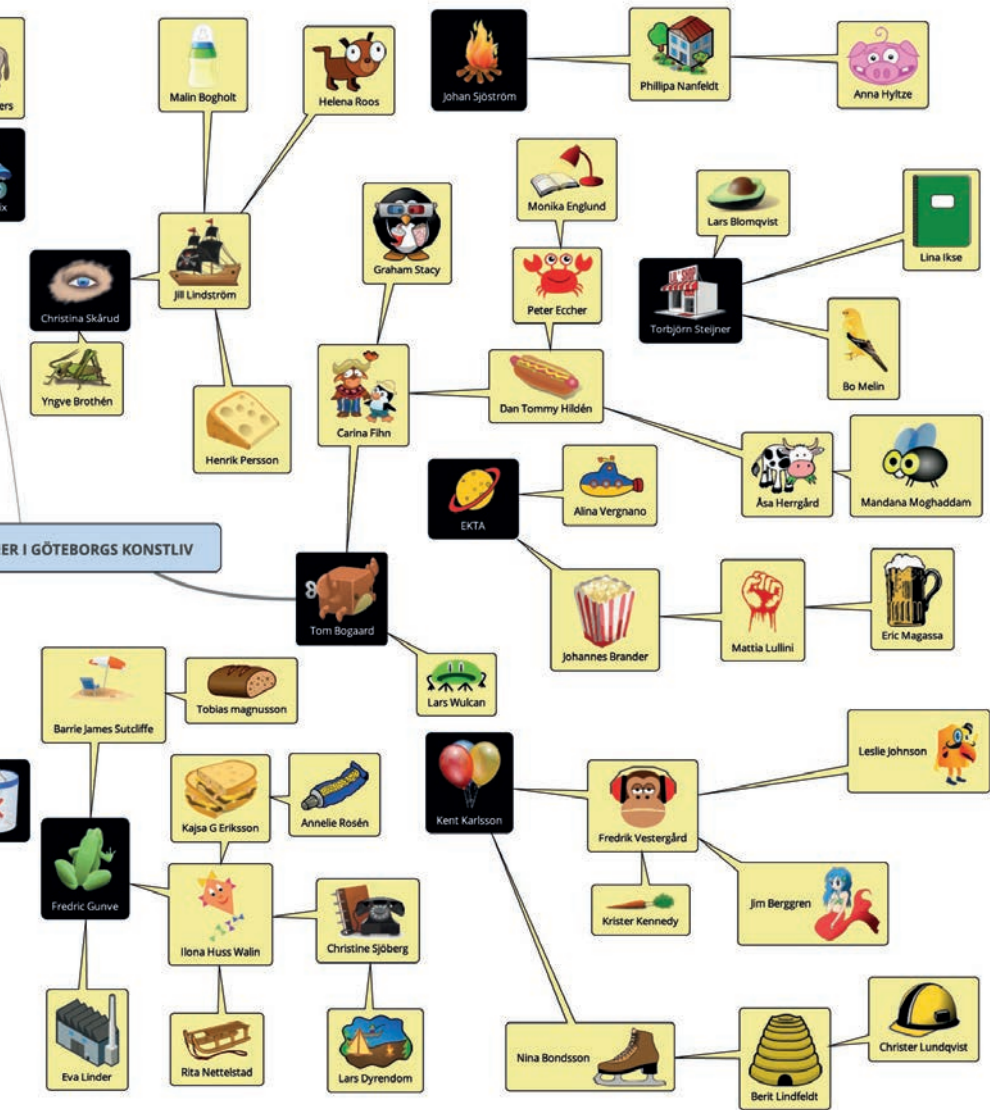 Malin Bogholt
Helena Roos
Johan Sjöström
Phillipa Nanfeldt
Anna Hyltze
Monika Englund
Lars Blomqvist
Lina Ikse
Graham Stacy
Jill Lindström
Christina Skårud
Peter Eccher
Torbjörn Steijner
Yngve Brothén
Bo Melin
Dan Tommy Hildén
Carina Fihn
Henrik Persson
LIL' SHOP
Åsa Herrgård
Mandana Moghaddam
EKTA
Alina Vergnano
ER I GÖTEBORGS KONSTLIV
Tom Bogaard
Johannes Brander
Mattia Lullini
Eric Magassa
Lars Wulcan
Barrie James Sutcliffe
Tobias magnusson
Leslie Johnson
Kajsa G Eriksson
Annelie Rosén
Kent Karlsson
Fredrik Vestergård
Fredric Gunve
Krister Kennedy
Jim Berggren
Ilona Huss Walin
Christine Sjöberg
Eva Linder
Rita Nettelstad
Lars Dyrendom
Nina Bondsson
Berit Lindfeldt
Christer Lundqvist